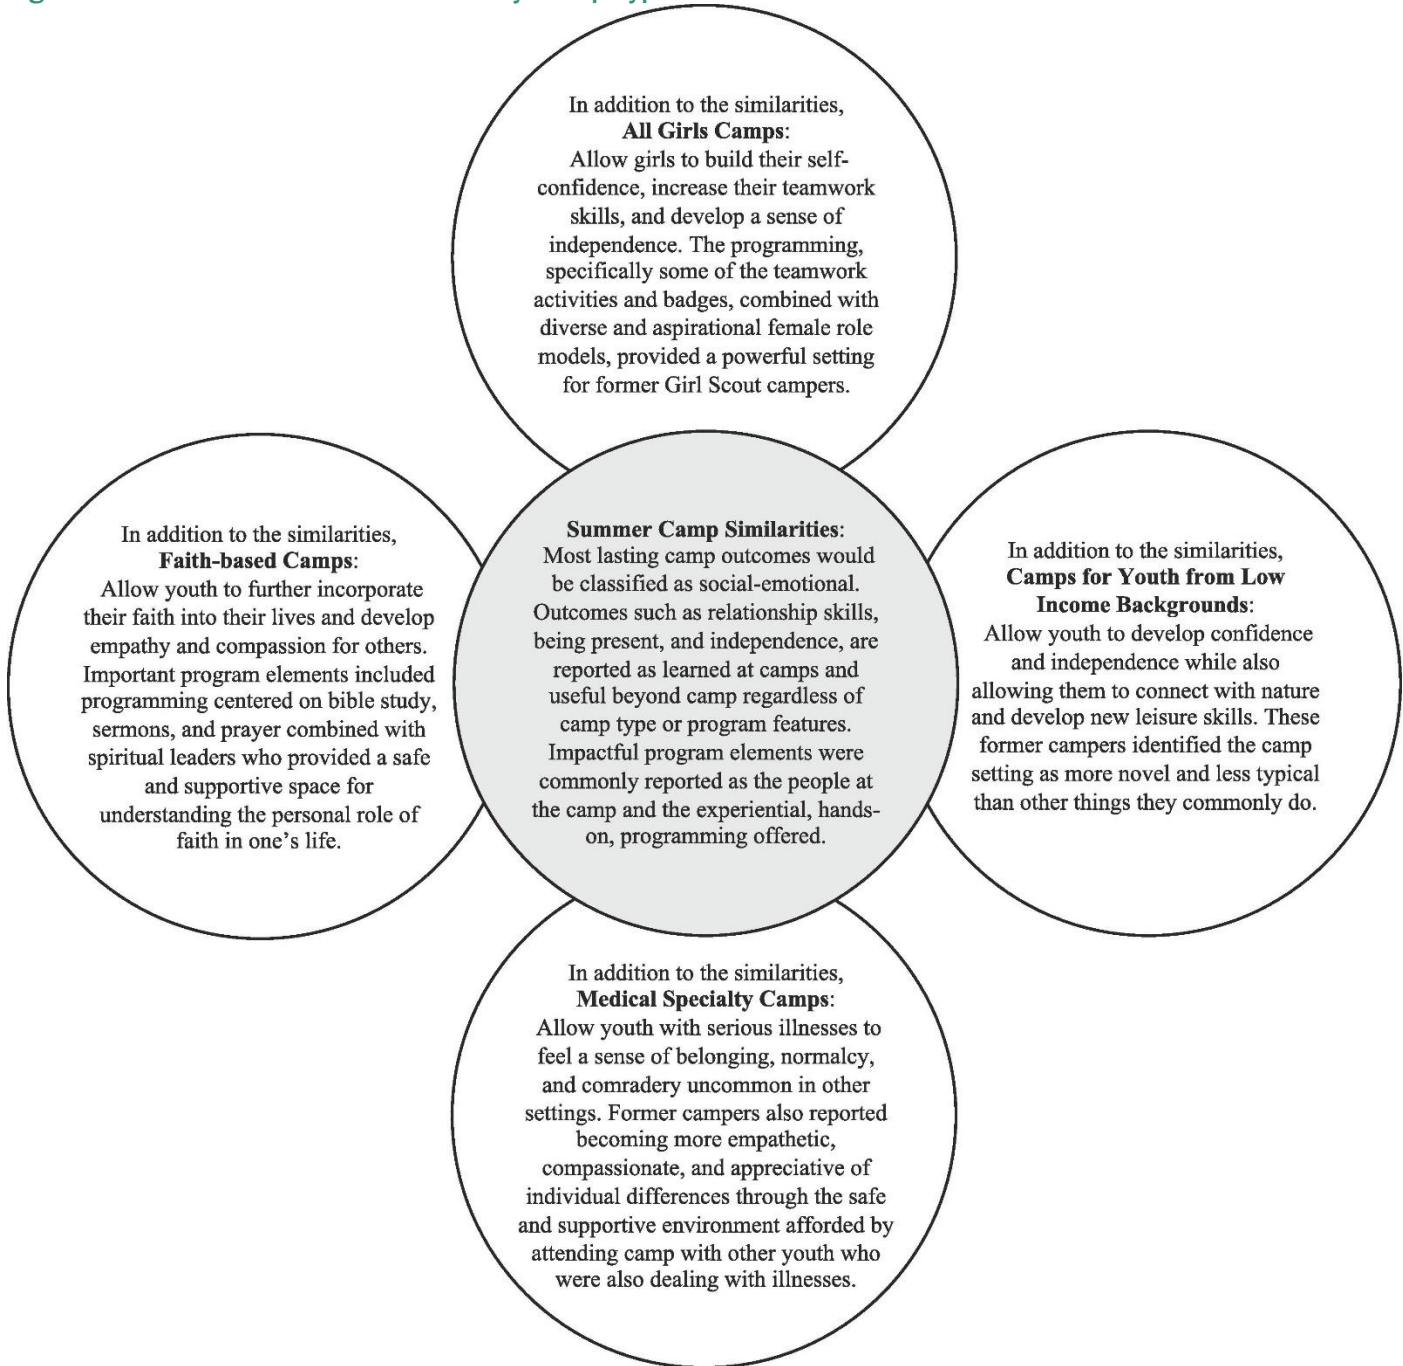 In addition to the similarities,
All Girls Camps:
Allow girls to build their self-
confidence, increase their teamwork
skills, and develop a sense of
independence. The programming,
specifically some of the teamwork
activities and badges, combined with
diverse and aspirational female role
models, provided a powerful setting
for former Girl Scout campers.
In addition to the similarities,
Faith-based Camps:
Allow youth to further incorporate
their faith into their lives and develop
empathy and compassion for others.
Important program elements included
programming centered on bible study,
sermons, and prayer combined with
spiritual leaders who provided a safe
and supportive space for
understanding the personal role of
faith in one's life.
Summer Camp Similarities:
Most lasting camp outcomes would
be classified as social-emotional.
Outcomes such as relationship skills,
being present, and independence, are
reported as learned at camps and
useful beyond camp regardless of
camp type or program features.
Impactful program elements were
commonly reported as the people at
the camp and the experiential, hands-
on, programming offered.
In addition to the similarities,
Camps for Youth from Low
Income Backgrounds:
Allow youth to develop confidence
and independence while also
allowing them to connect with nature
and develop new leisure skills. These
former campers identified the camp
setting as more novel and less typical
than other things they commonly do.
In addition to the similarities,
Medical Specialty Camps:
Allow youth with serious illnesses to
feel a sense of belonging, normalcy,
and comradery uncommon in other
settings. Former campers also reported
becoming more empathetic,
compassionate, and appreciative of
individual differences through the safe
and supportive environment afforded by
attending camp with other youth who
were also dealing with illnesses.